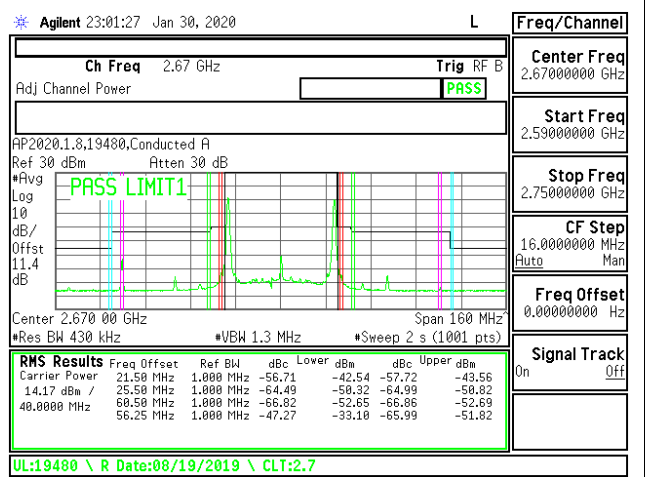 Agilent 23:01:27 Jan 30, 2020 L
Freq/Channel
Ch Freq 2.67 GHz Trig RF B
Adj Channel Power PASS
AP2020.1.8,19480,Conducted A
Ref 30 dBm Atten 30 dB
#Avg
Log
10
dB/
Offst
11.4
dB
PASS LIMIT1
Center 2.670 00 GHz Span 160 MHz
#Res BW 430 kHz #VBW 1.3 MHz #Sweep 2 s (1001 pts)
RMS Results Freq Offset Ref BW dBc Lower dBm dBc Upper dBm
Carrier Power 21.50 MHz 1.000 MHz -56.71 -42.54 -57.72 -43.56
14.17 dBm / 25.50 MHz 1.000 MHz -64.49 -50.32 -64.99 -50.82
40.0000 MHz 60.50 MHz 1.000 MHz -66.82 -52.65 -66.86 -52.69
56.25 MHz 1.000 MHz -47.27 -33.10 -65.99 -51.82
UL:19480 \ R Date:08/19/2019 \ CLT:2.7
Center Freq
2.67000000 GHz
Start Freq
2.59000000 GHz
Stop Freq
2.75000000 GHz
CF Step
16.0000000 MHz
Auto Man
Freq Offset
0.00000000 Hz
Signal Track
On Off